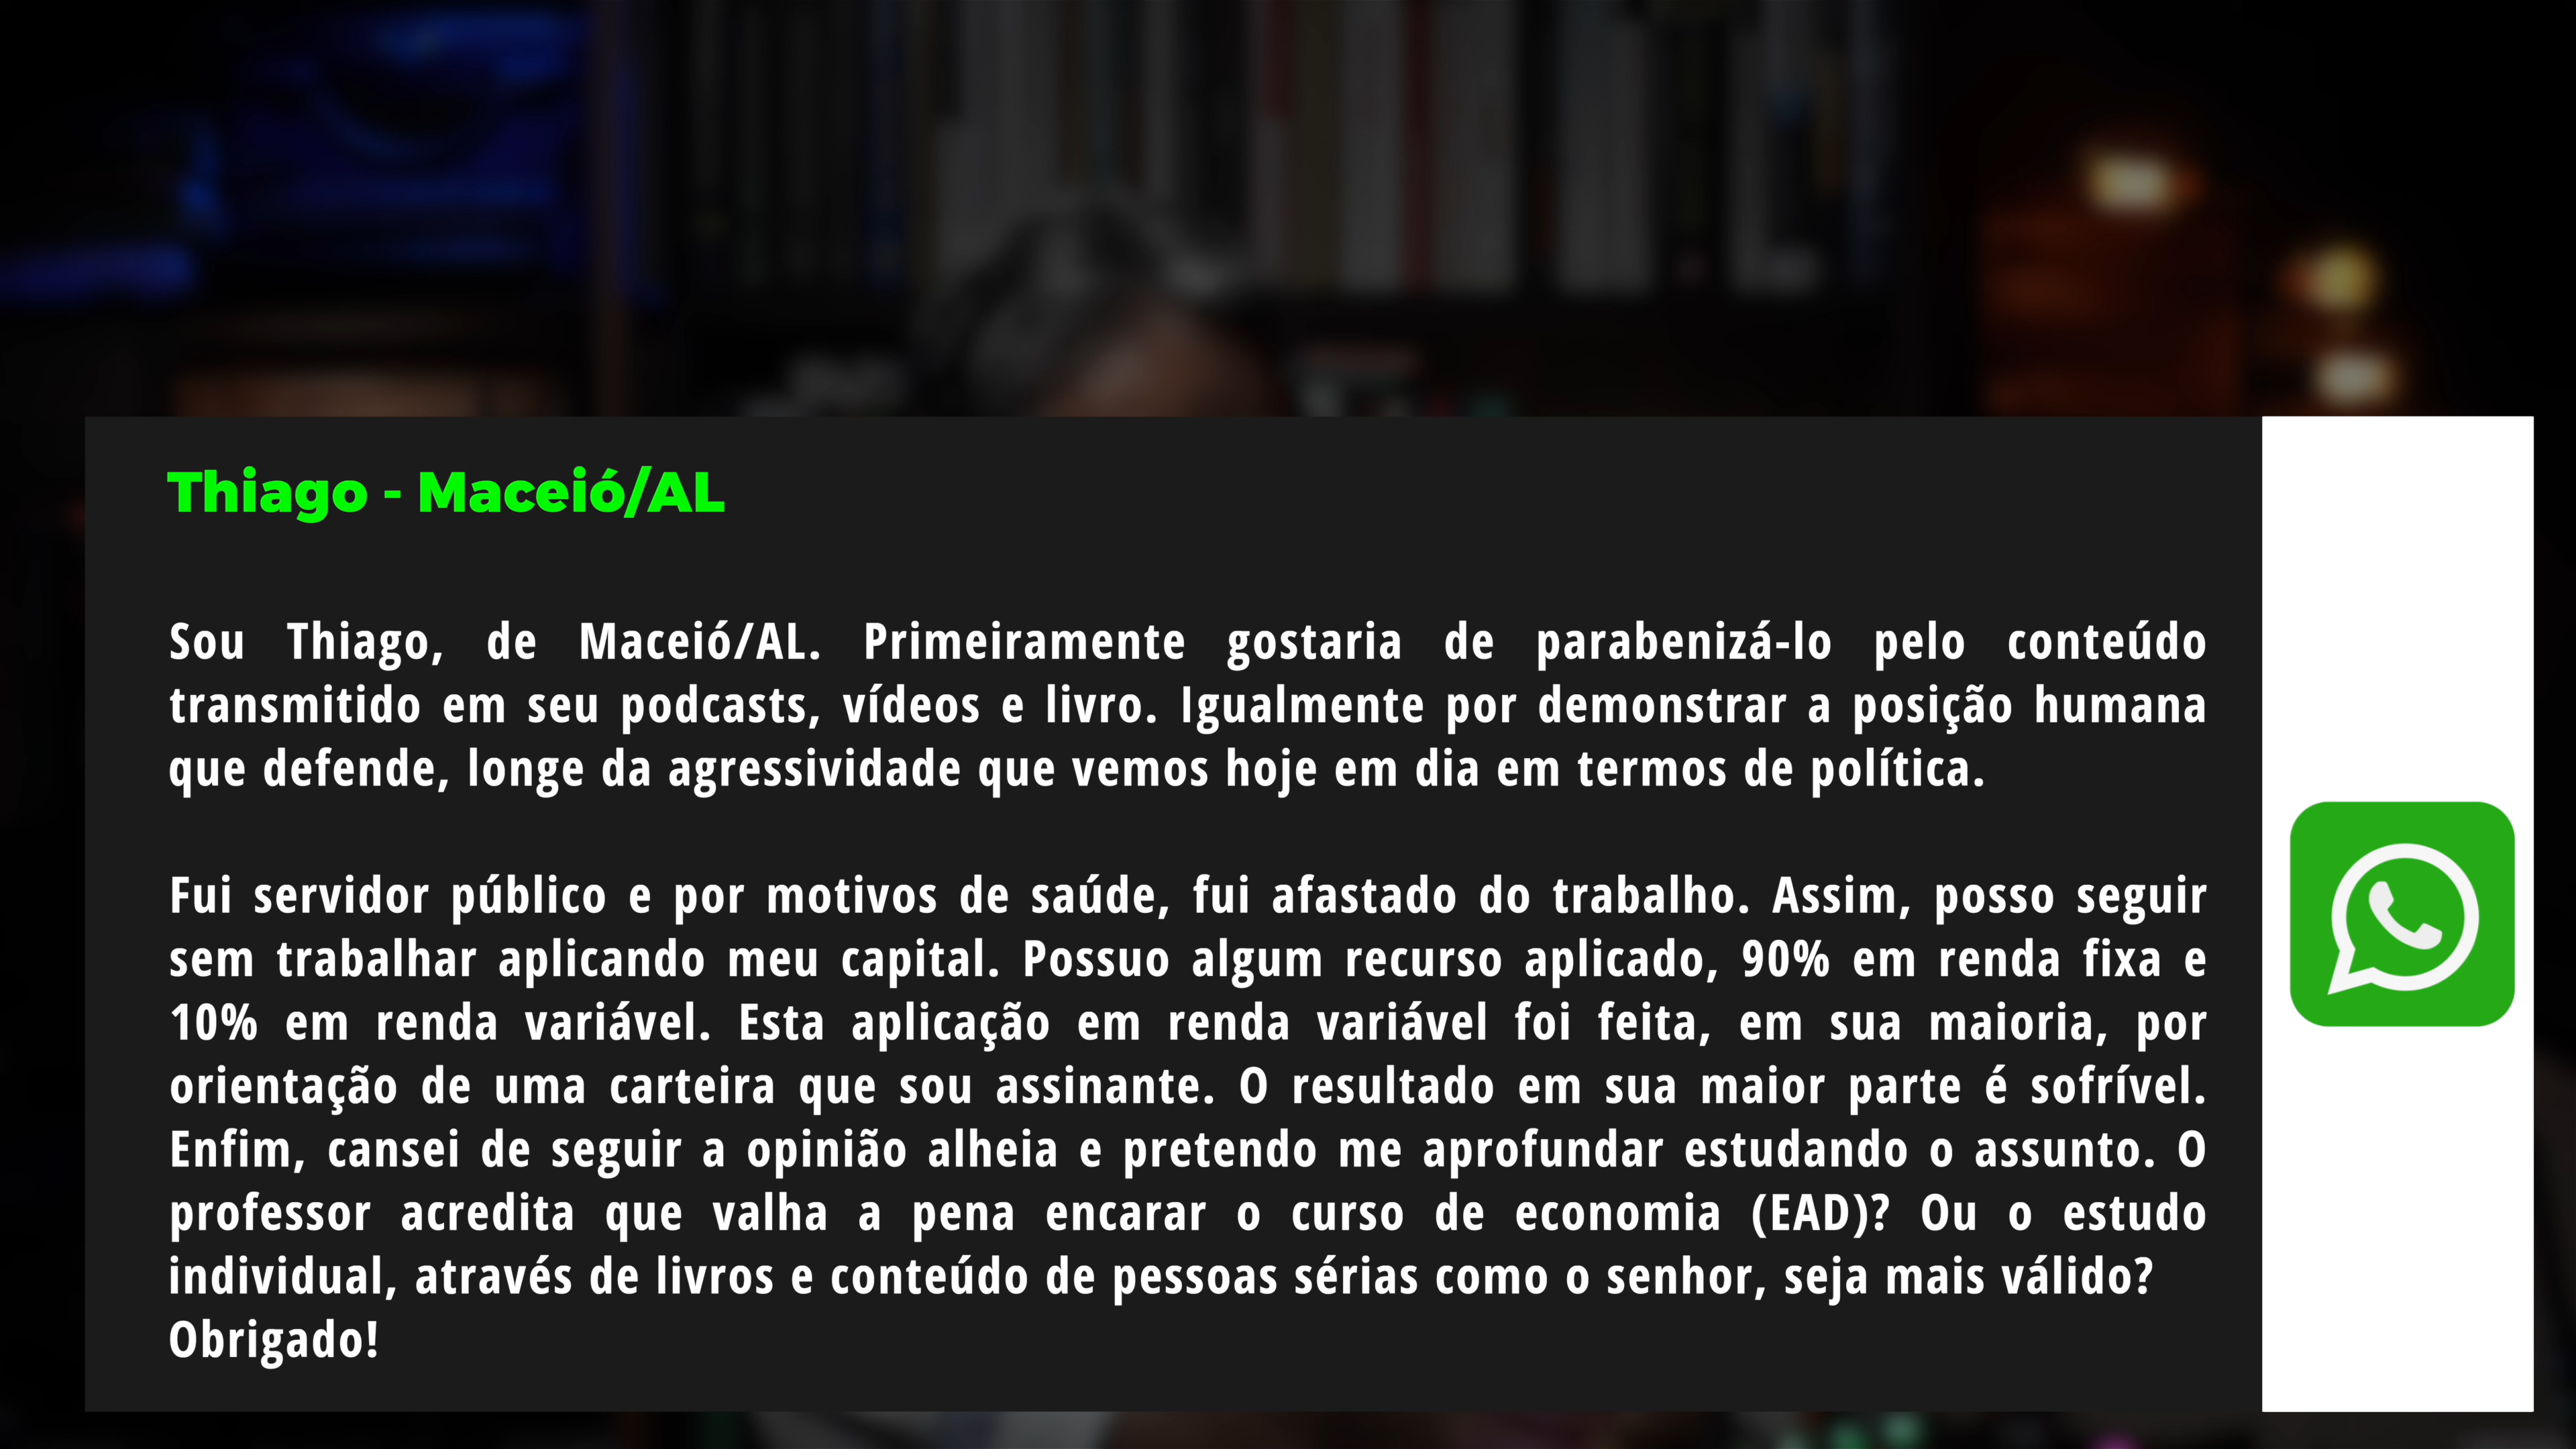 Thiago - Maceió/AL
Sou Thiago, de Maceió/AL. Primeiramente gostaria de parabenizá-lo pelo conteúdo
transmitido em seu podcasts, vídeos e livro. Igualmente por demonstrar a posição humana
que defende, longe da agressividade que vemos hoje em dia em termos de política.
Fui servidor público e por motivos de saúde, fui afastado do trabalho. Assim, posso seguir
sem trabalhar aplicando meu capital. Possuo algum recurso aplicado, 90% em renda fixa e
10% em renda variável. Esta aplicação em renda variável foi feita, em sua maioria, por
orientação de uma carteira que sou assinante. O resultado em sua maior parte é sofrível.
Enfim, cansei de seguir a opinião alheia e pretendo me aprofundar estudando o assunto. O
professor acredita que valha a pena encarar o curso de economia (EAD)? Ou o estudo
individual, através de livros e conteúdo de pessoas sérias como o senhor, seja mais válido?
Obrigado!